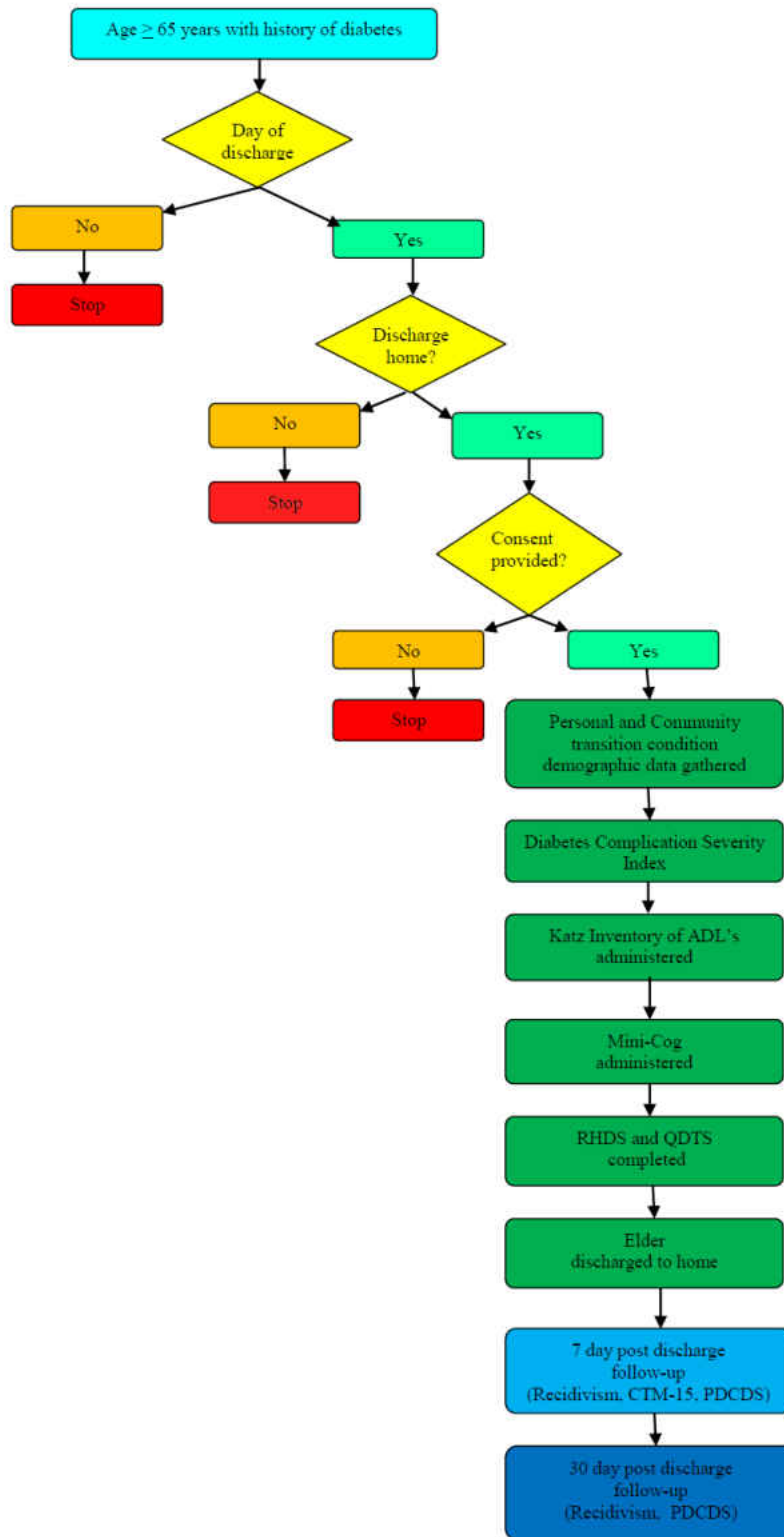 Age ≥ 65 years with history of diabetes
Day of
discharge
No
Yes
Stop
Discharge
home?
No
Yes
Stop
Consent
provided?
No
Yes
Stop
Personal and Community
transition condition
demographic data gathered
Diabetes Complication Severity
Index
Katz Inventory of ADL's
administered
Mini-Cog
administered
RHDS and QDTS
completed
Elder
discharged to home
7 day post discharge
follow-up
(Recidivism, CTM-15, PDCDS)
30 day post discharge
follow-up
(Recidivism, PDCDS)